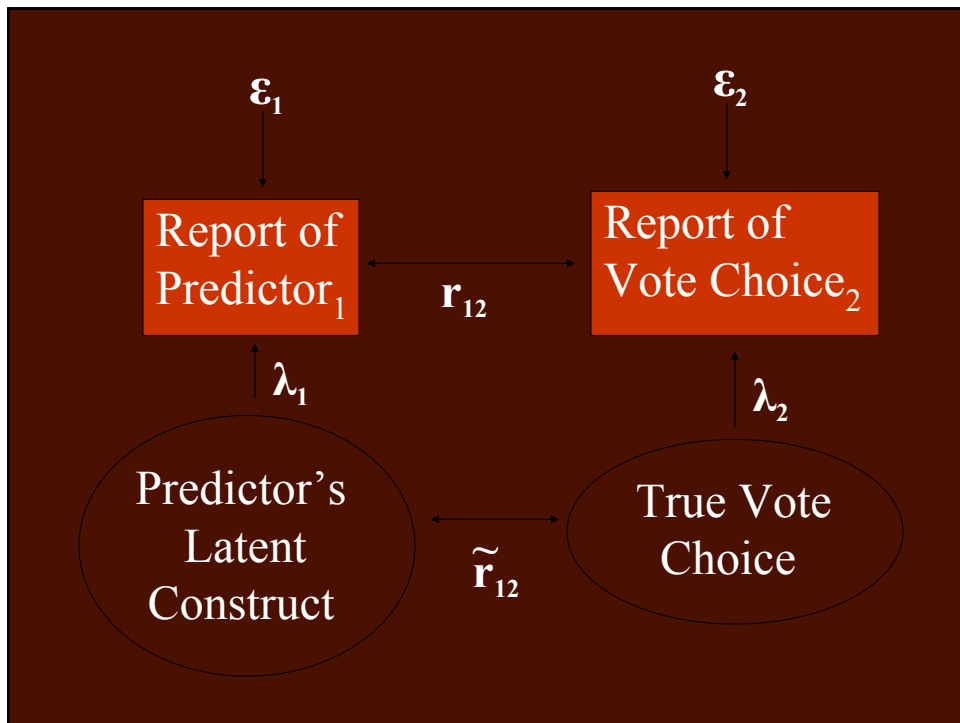 ε₁
ε₂
Report of
Predictor₁
Report of
Vote Choice₂
r₁₂
λ₁
λ₂
Predictor’s
Latent
Construct
True Vote
Choice
r̃₁₂